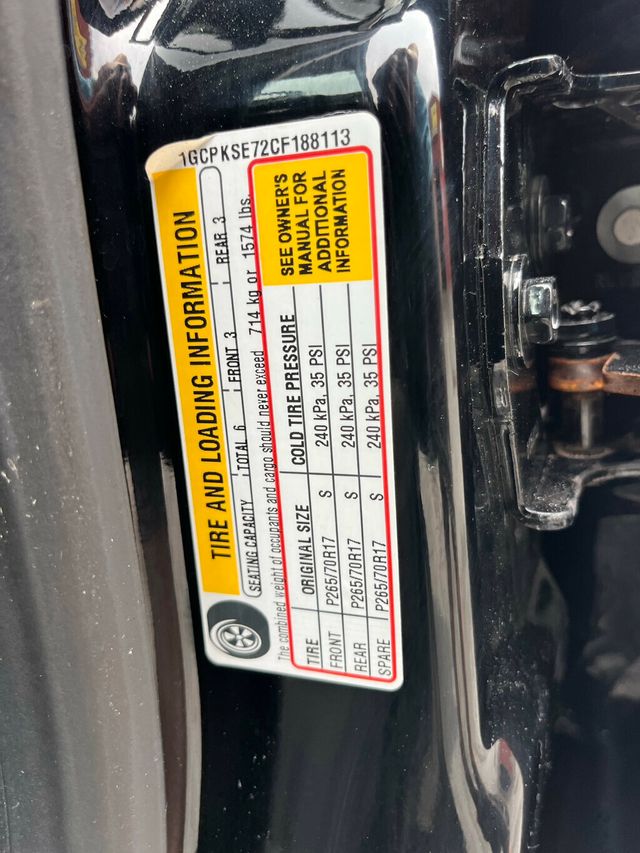 1GCPKSE72CF188113
TIRE AND LOADING INFORMATION
SEATING CAPACITY TOTAL 6 FRONT 3 REAR 3
The combined weight of occupants and cargo should never exceed 714 kg or 1574 lbs.
TIRE ORIGINAL SIZE COLD TIRE PRESSURE
FRONT P265/70R17 S 240 kPa, 35 PSI
REAR P265/70R17 S 240 kPa, 35 PSI
SPARE P265/70R17 S 240 kPa, 35 PSI
SEE OWNER'S
MANUAL FOR
ADDITIONAL
INFORMATION